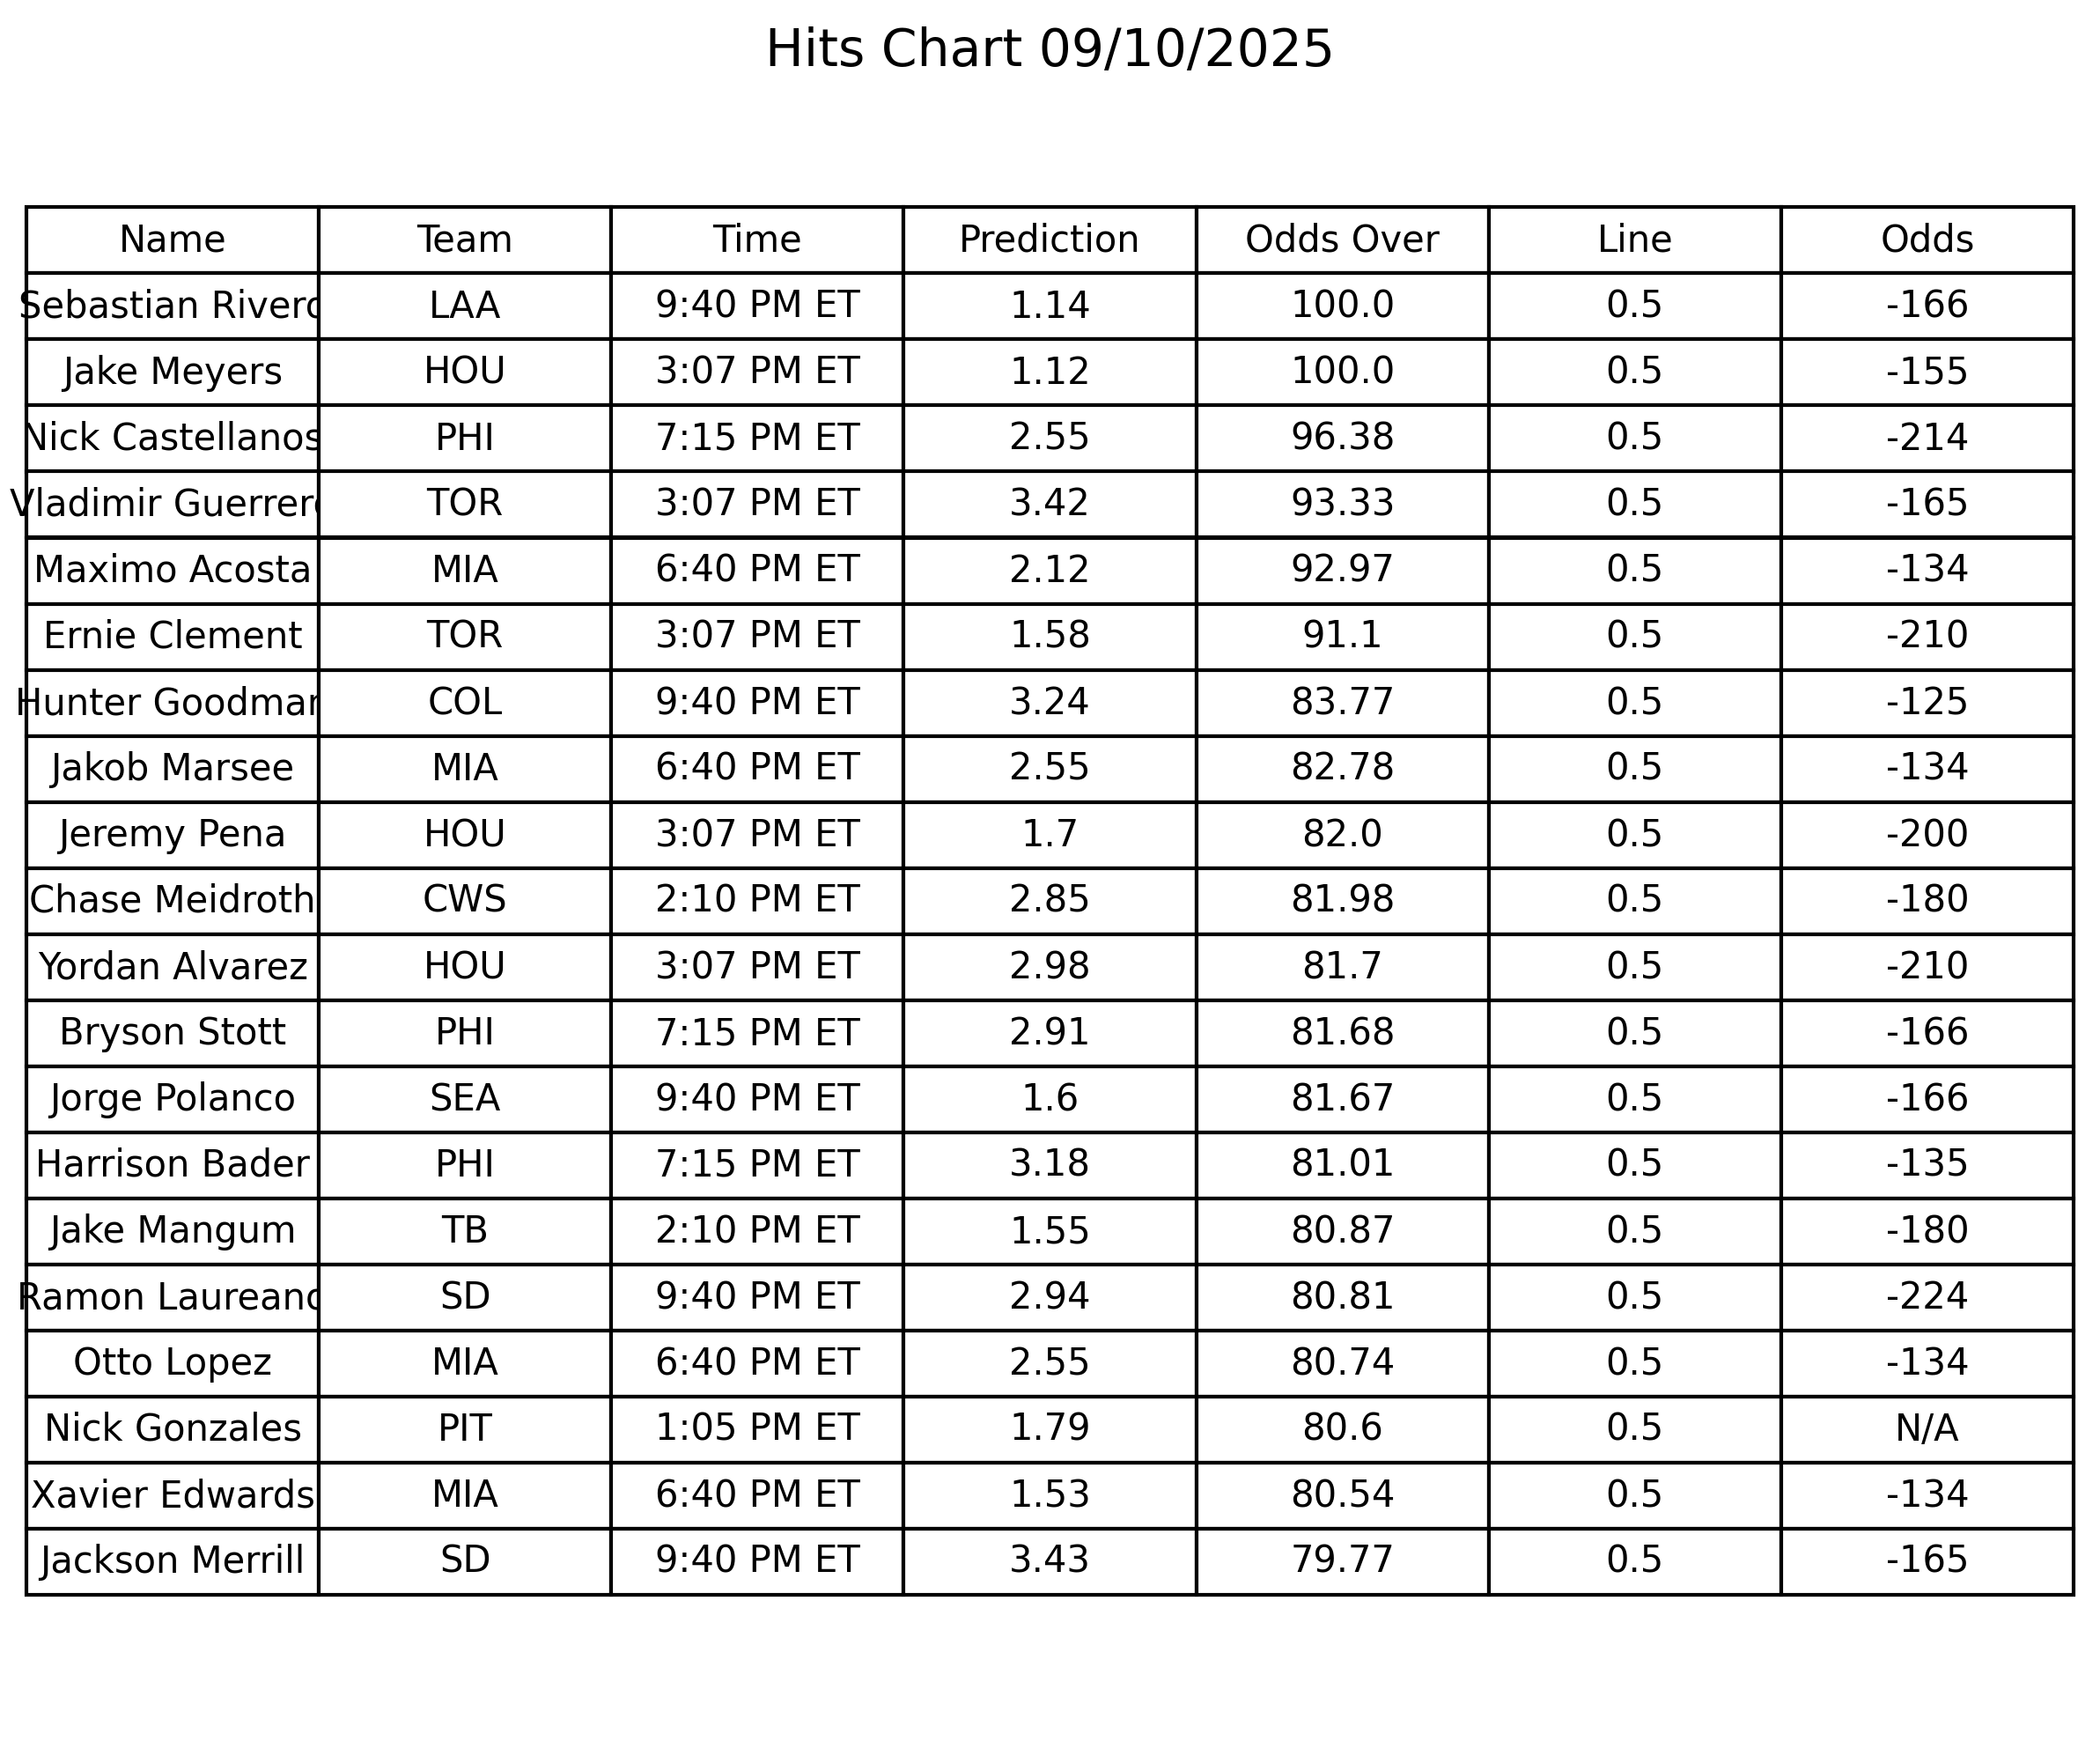 Hits Chart 09/10/2025
Name Team Time Prediction Odds Over Line Odds
Sebastian Rivero LAA 9:40 PM ET 1.14 100.0 0.5 -166
Jake Meyers HOU 3:07 PM ET 1.12 100.0 0.5 -155
Nick Castellanos PHI 7:15 PM ET 2.55 96.38 0.5 -214
Vladimir Guerrero TOR 3:07 PM ET 3.42 93.33 0.5 -165
Maximo Acosta MIA 6:40 PM ET 2.12 92.97 0.5 -134
Ernie Clement TOR 3:07 PM ET 1.58 91.1 0.5 -210
Hunter Goodman COL 9:40 PM ET 3.24 83.77 0.5 -125
Jakob Marsee MIA 6:40 PM ET 2.55 82.78 0.5 -134
Jeremy Pena HOU 3:07 PM ET 1.7 82.0 0.5 -200
Chase Meidroth CWS 2:10 PM ET 2.85 81.98 0.5 -180
Yordan Alvarez HOU 3:07 PM ET 2.98 81.7 0.5 -210
Bryson Stott PHI 7:15 PM ET 2.91 81.68 0.5 -166
Jorge Polanco SEA 9:40 PM ET 1.6 81.67 0.5 -166
Harrison Bader PHI 7:15 PM ET 3.18 81.01 0.5 -135
Jake Mangum TB 2:10 PM ET 1.55 80.87 0.5 -180
Ramon Laureano SD 9:40 PM ET 2.94 80.81 0.5 -224
Otto Lopez MIA 6:40 PM ET 2.55 80.74 0.5 -134
Nick Gonzales PIT 1:05 PM ET 1.79 80.6 0.5 N/A
Xavier Edwards MIA 6:40 PM ET 1.53 80.54 0.5 -134
Jackson Merrill SD 9:40 PM ET 3.43 79.77 0.5 -165